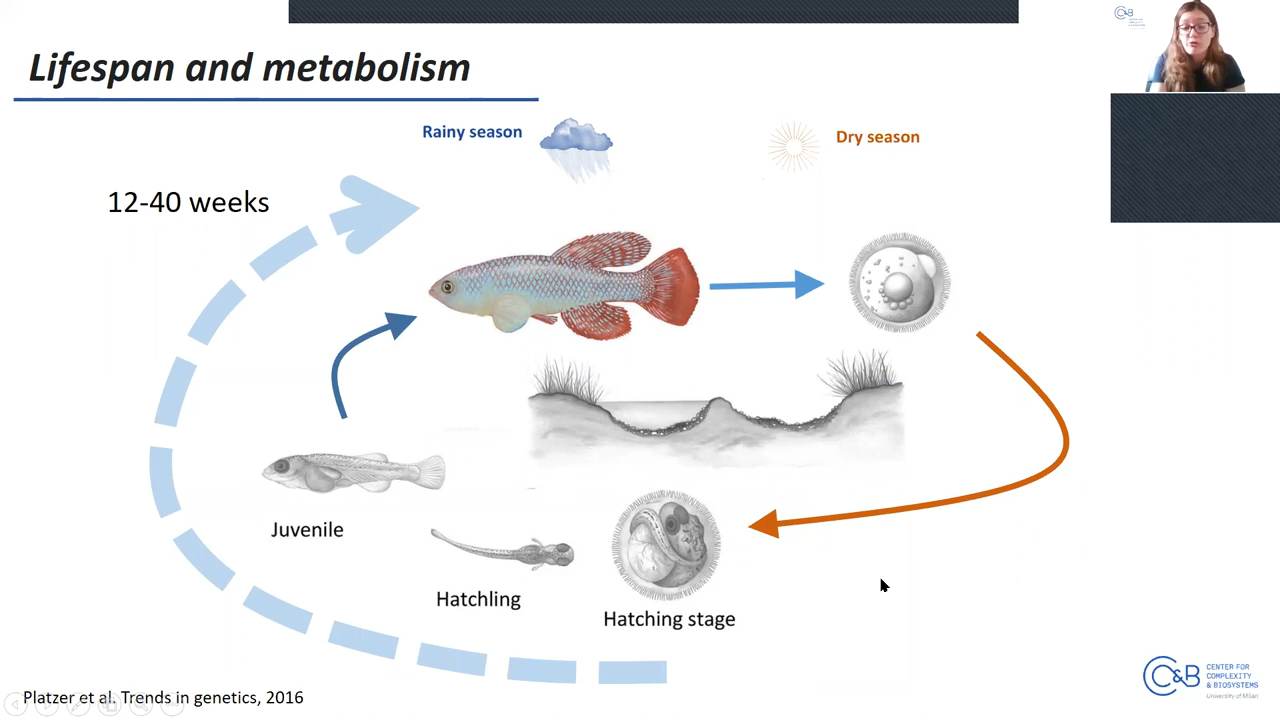 Lifespan and metabolism
Rainy season
Dry season
12-40 weeks
Juvenile
Hatchling
Hatching stage
Platzer et al. Trends in genetics, 2016
C&B
CENTER FOR
COMPLEXITY
& BIOSYSTEMS
University of Milan
C&B